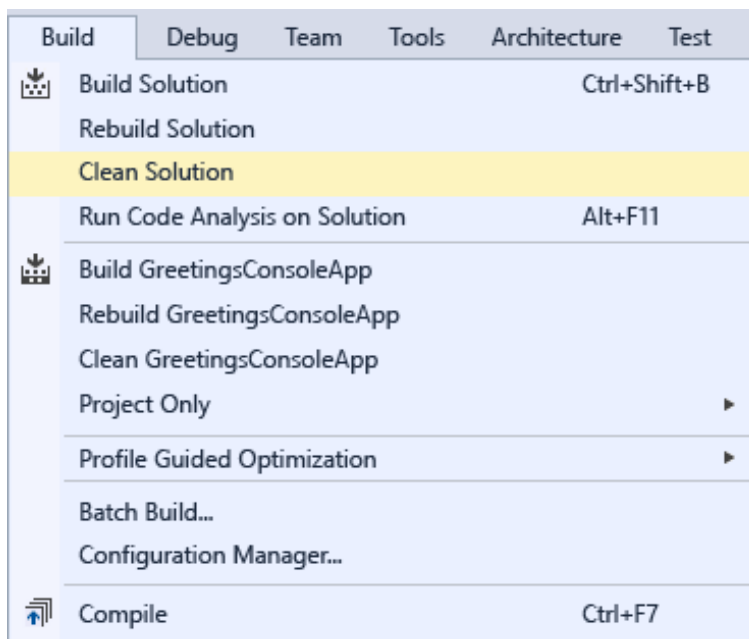 Build Debug Team Tools Architecture Test
Build Solution Ctrl+Shift+B
Rebuild Solution
Clean Solution
Run Code Analysis on Solution Alt+F11
Build GreetingsConsoleApp
Rebuild GreetingsConsoleApp
Clean GreetingsConsoleApp
Project Only
Profile Guided Optimization
Batch Build...
Configuration Manager...
Compile Ctrl+F7